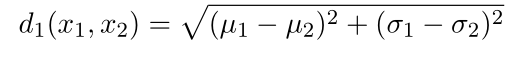 d₁(x₁, x₂) = √(μ₁ − μ₂)² + (σ₁ − σ₂)²